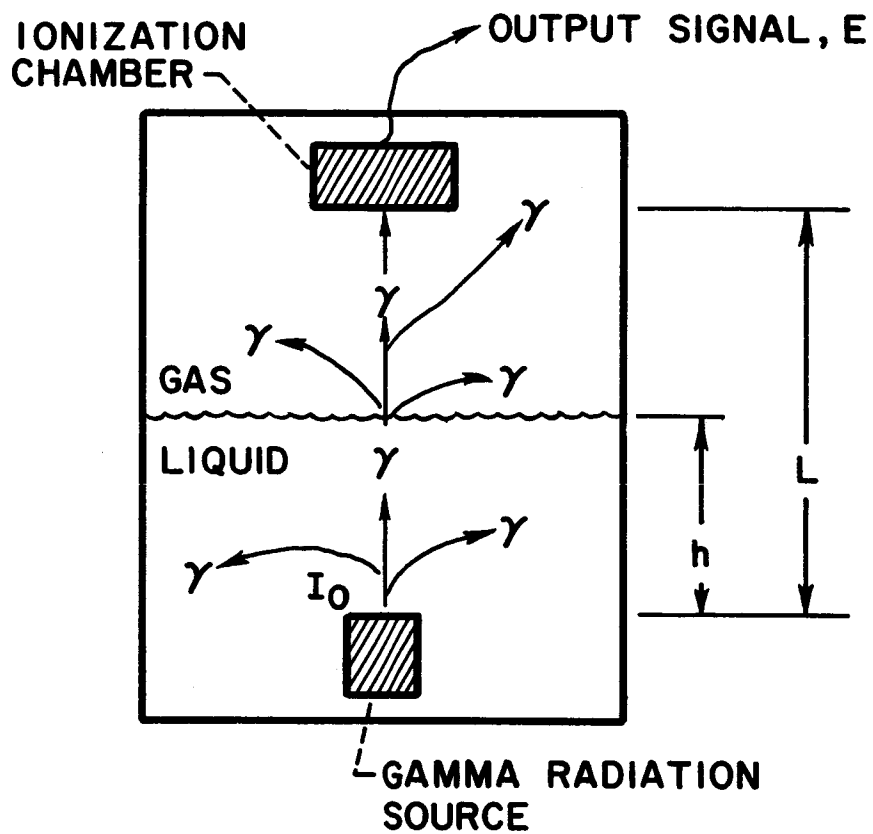 IONIZATION
CHAMBER
OUTPUT SIGNAL, E
γ
γ
γ
γ
GAS
LIQUID
γ
γ
γ
I0
h
L
GAMMA RADIATION
SOURCE